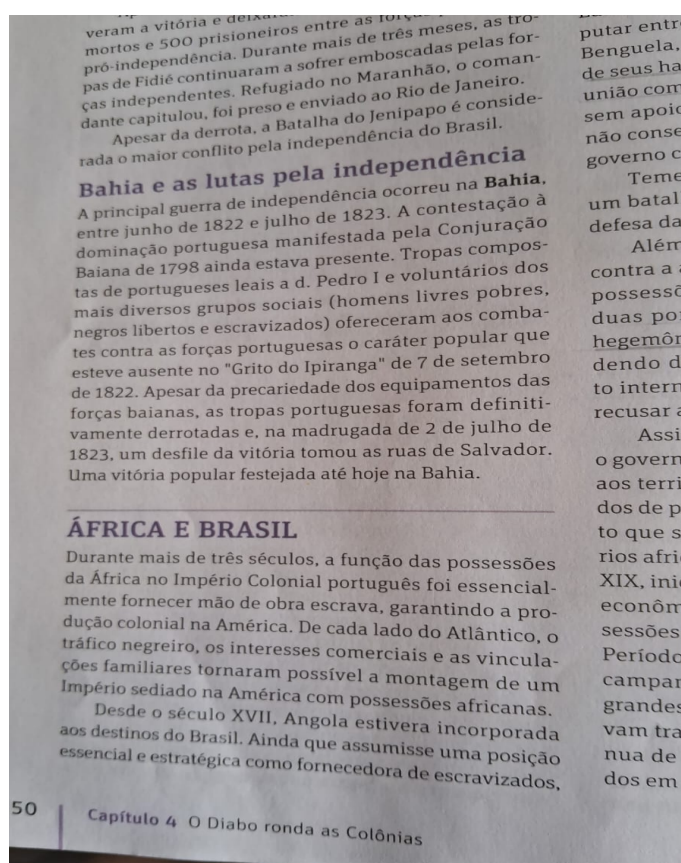 veram a vitória e
mortos e 500 prisioneiros entre as
pró-independência. Durante mais de três meses, as tro-
pas de Fidié continuaram a sofrer emboscadas pelas for-
ças independentes. Refugiado no Maranhão, o coman-
dante capitulou, foi preso e enviado ao Rio de Janeiro.
Apesar da derrota, a Batalha do Jenipapo é conside-
rada o maior conflito pela independência do Brasil.
Bahia e as lutas pela independência
A principal guerra de independência ocorreu na Bahia,
entre junho de 1822 e julho de 1823. A contestação à
dominação portuguesa manifestada pela Conjuração
Baiana de 1798 ainda estava presente. Tropas compos-
tas de portugueses leais a d. Pedro I e voluntários dos
mais diversos grupos sociais (homens livres pobres,
negros libertos e escravizados) ofereceram aos comba-
tes contra as forças portuguesas o caráter popular que
esteve ausente no "Grito do Ipiranga" de 7 de setembro
de 1822. Apesar da precariedade dos equipamentos das
forças baianas, as tropas portuguesas foram definiti-
vamente derrotadas e, na madrugada de 2 de julho de
1823, um desfile da vitória tomou as ruas de Salvador.
Uma vitória popular festejada até hoje na Bahia.
ÁFRICA E BRASIL
Durante mais de três séculos, a função das possessões
da África no Império Colonial português foi essencial-
mente fornecer mão de obra escrava, garantindo a pro-
dução colonial na América. De cada lado do Atlântico, o
tráfico negreiro, os interesses comerciais e as vincula-
ções familiares tornaram possível a montagem de um
Império sediado na América com possessões africanas.
Desde o século XVII, Angola estivera incorporada
aos destinos do Brasil. Ainda que assumisse uma posição
essencial e estratégica como fornecedora de escravizados,
50
Capítulo 4 O Diabo ronda as Colônias
putar entr
Benguela,
de seus ha
união com
sem apoio
não conse
governo c
Teme
um batal
defesa da
Além
contra a
possessõ
duas po
hegemôn
dendo d
to intern
recusar a
Assi
o govern
aos terri
dos de p
to que s
rios afri
XIX, ini
econôm
sessões
Período
campan
grandes
vam tra
nua de
dos em